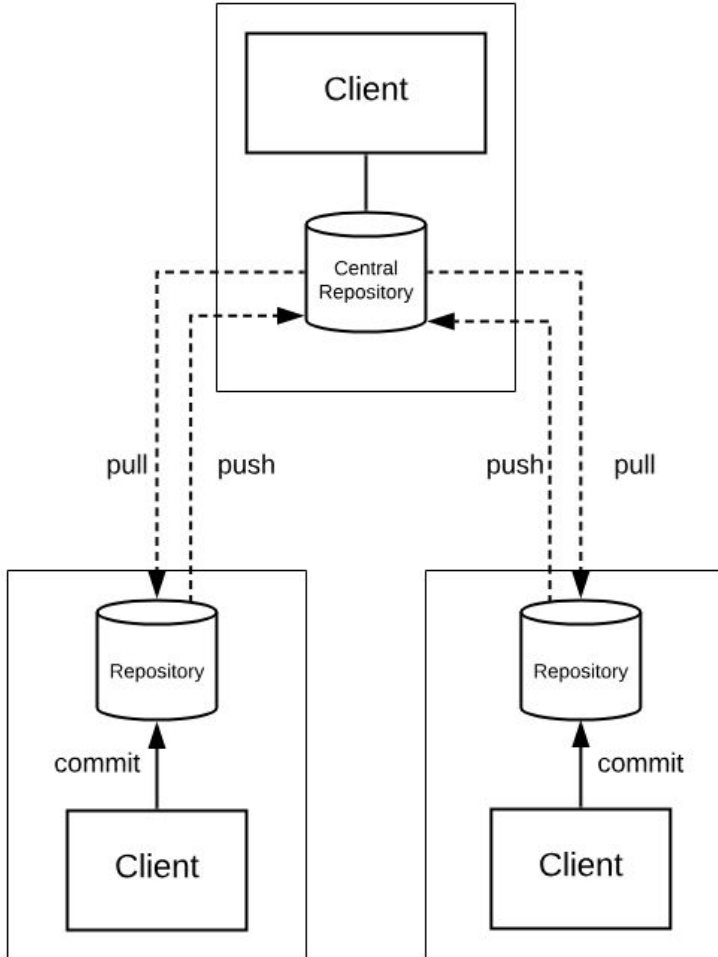 Client
Central
Repository
pull
push
push
pull
Repository
Repository
commit
commit
Client
Client